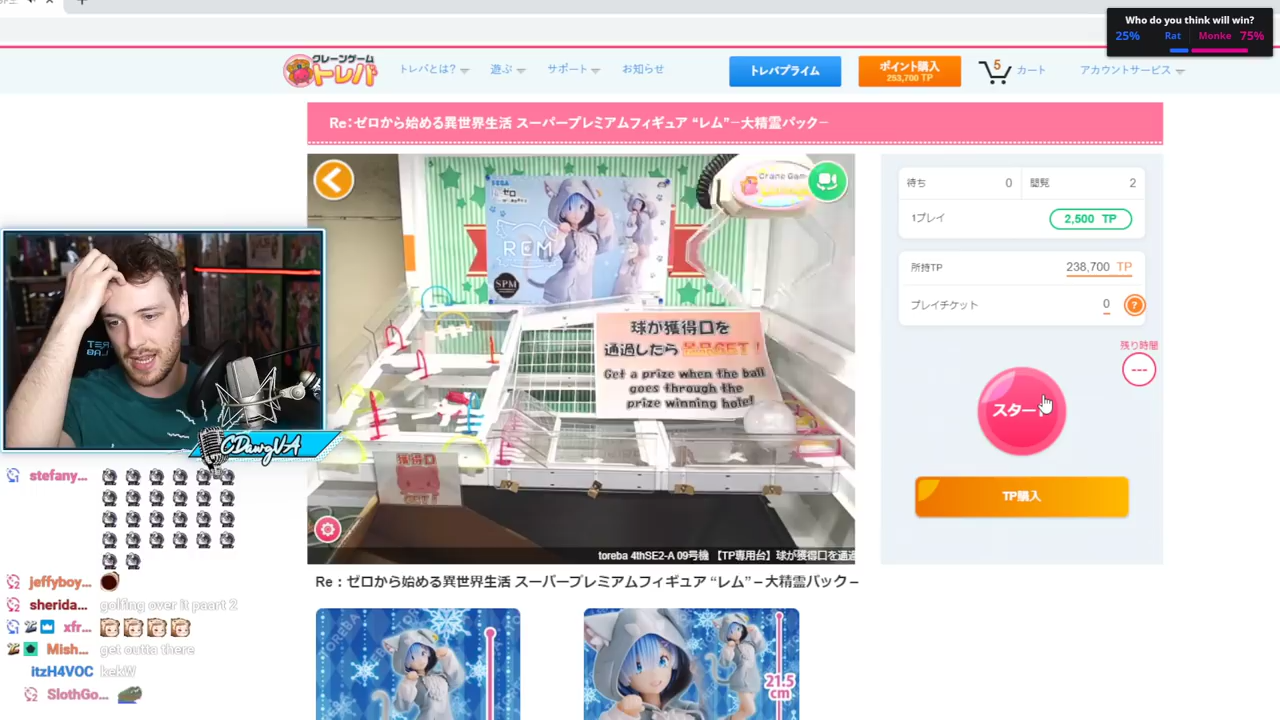 Who do you think will win?
25% Rat Monke 75%
クレーンゲーム
トレバ
トレバとは?
遊ぶ
サポート
お知らせ
トレバプライム
ポイント購入
253,700 TP
5
カート
アカウントサービス
Re:ゼロから始める異世界生活 スーパープレミアムフィギュア “レム”－大精霊パック－
SEGA
Crane Game
REM
SPM
球が獲得口を
通過したら 景品GET!
Get a prize when the ball
goes through the
prize winning hole!
獲得口
toreba 4thSE2-A 09号機 【TP専用台】球が獲得口を通過
待ち 0 閲覧 2
1プレイ 2,500 TP
所持TP 238,700 TP
プレイチケット 0 ?
残り時間
---
スター
TP購入
CDawgVA
stefany...
jeffyboy...
sherida... golfing over it paart 2
xfr...
Mish... get outta there
itzH4VOC kekW
SlothGo...
Re：ゼロから始める異世界生活 スーパープレミアムフィギュア “レム” －大精霊パック－
TOREBA
21.5
cm